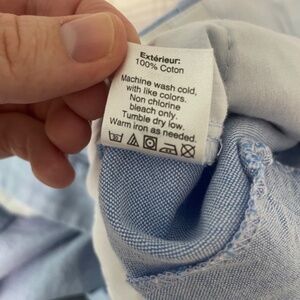 Extérieur:
100% Coton
Machine wash cold,
with like colors.
Non chlorine
bleach only.
Tumble dry low.
Warm iron as needed.